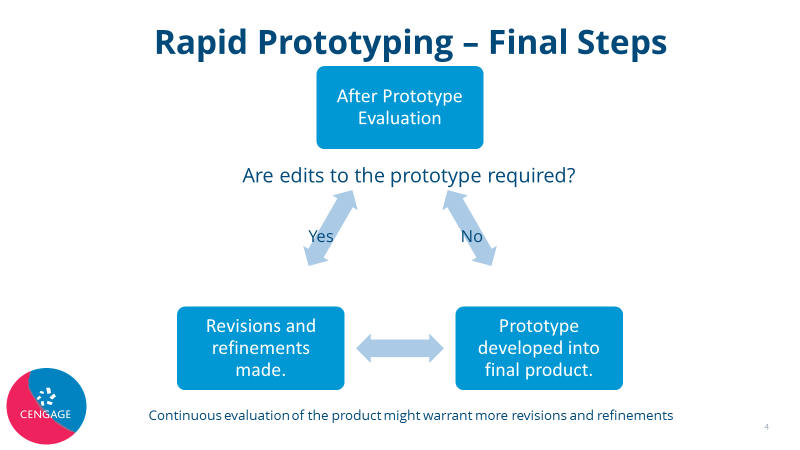 Rapid Prototyping – Final Steps
After Prototype
Evaluation
Are edits to the prototype required?
Yes
No
Revisions and
refinements
made.
Prototype
developed into
final product.
CENGAGE
Continuous evaluation of the product might warrant more revisions and refinements
4